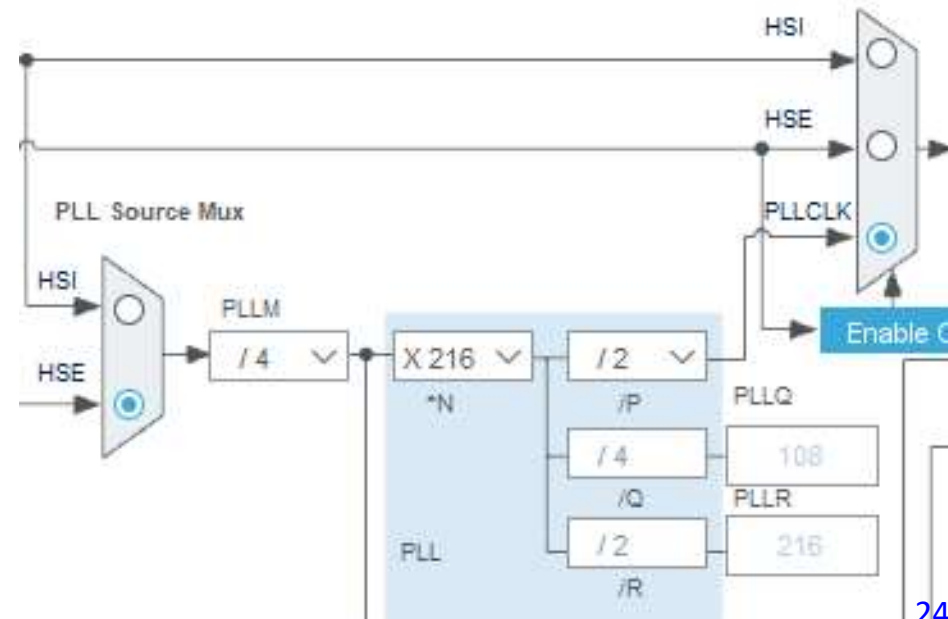 HSI
HSE
PLL Source Mux
PLLCLK
HSI
PLLM
/ 4
HSE
X 216
*N
/ 2
/P
PLLQ
/ 4
108
/Q
PLLR
/ 2
216
/R
PLL
Enable
24